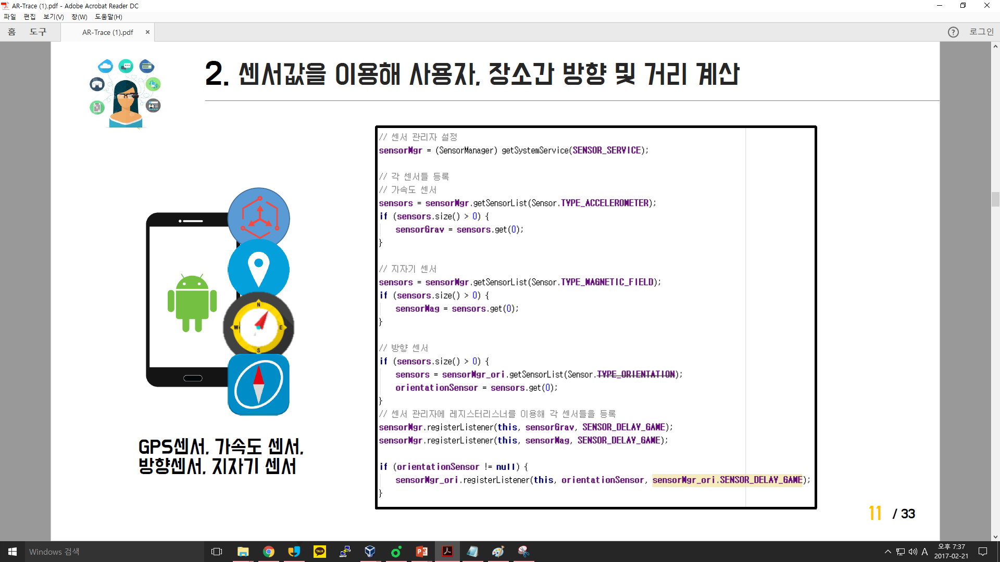 AR-Trace (1).pdf - Adobe Acrobat Reader DC
파일 편집 보기(V) 창(W) 도움말(H)
홈 도구 AR-Trace (1).pdf × ? 로그인
2. 센서값을 이용해 사용자, 장소간 방향 및 거리 계산
// 센서 관리자 설정
sensorMgr = (SensorManager) getSystemService(SENSOR_SERVICE);
// 각 센서들 등록
// 가속도 센서
sensors = sensorMgr.getSensorList(Sensor.TYPE_ACCELEROMETER);
if (sensors.size() > 0) {
sensorGrav = sensors.get(0);
}
// 지자기 센서
sensors = sensorMgr.getSensorList(Sensor.TYPE_MAGNETIC_FIELD);
if (sensors.size() > 0) {
sensorMag = sensors.get(0);
}
// 방향 센서
if (sensors.size() > 0) {
sensors = sensorMgr_ori.getSensorList(Sensor.TYPE_ORIENTATION);
orientationSensor = sensors.get(0);
}
// 센서 관리자에 레지스터리스너를 이용해 각 센서들을 등록
sensorMgr.registerListener(this, sensorGrav, SENSOR_DELAY_GAME);
sensorMgr.registerListener(this, sensorMag, SENSOR_DELAY_GAME);
if (orientationSensor != null) {
sensorMgr_ori.registerListener(this, orientationSensor, sensorMgr_ori.SENSOR_DELAY_GAME);
}
N
W E
S
GPS센서, 가속도 센서,
방향센서, 지자기 센서
11 / 33
Windows 검색
TALK
A
오후 7:37
2017-02-21